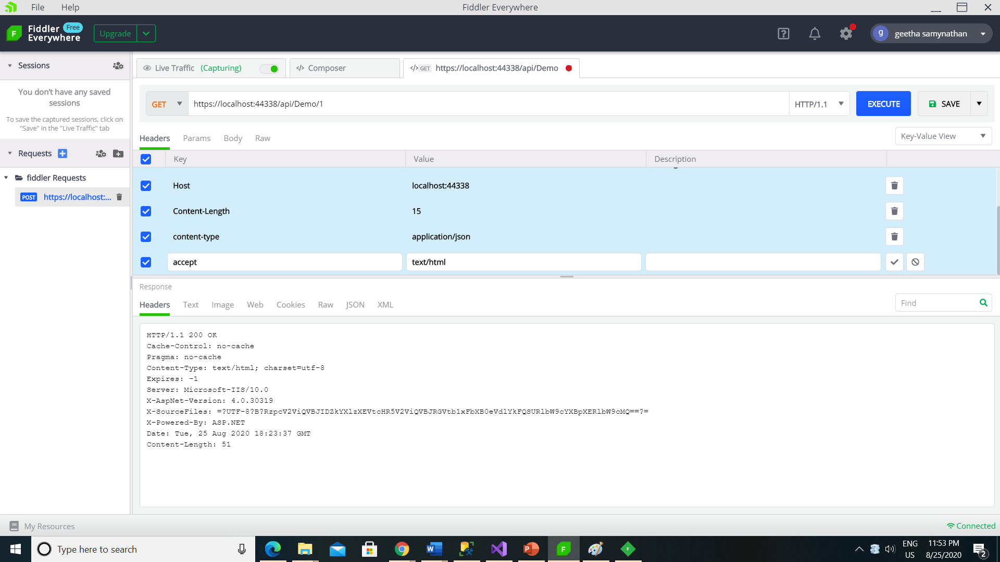 File Help Fiddler Everywhere
Fiddler Everywhere Free Upgrade
g geetha samynathan
Sessions
You don't have any saved sessions
To save the captured sessions, click on "Save" in the "Live Traffic" tab
Requests
fiddler Requests
POST https://localhost:...
Live Traffic (Capturing)
Composer
GET https://localhost:44338/api/Demo
GET https://localhost:44338/api/Demo/1 HTTP/1.1 EXECUTE SAVE
Headers Params Body Raw Key-Value View
Key Value Description
Host localhost:44338
Content-Length 15
content-type application/json
accept text/html
Response
Headers Text Image Web Cookies Raw JSON XML Find
HTTP/1.1 200 OK
Cache-Control: no-cache
Pragma: no-cache
Content-Type: text/html; charset=utf-8
Expires: -1
Server: Microsoft-IIS/10.0
X-AspNet-Version: 4.0.30319
X-SourceFiles: =?UTF-8?B?RzpcV2ViQVBJIDZkYXlzXEVtcHR5V2ViQVBJRGVtb1xFbXB0eVdlYkFQSURlbW9cYXBpXERlbW9cMQ==?=
X-Powered-By: ASP.NET
Date: Tue, 25 Aug 2020 18:23:37 GMT
Content-Length: 51
My Resources Connected
Type here to search
ENG
US
11:53 PM
8/25/2020
2